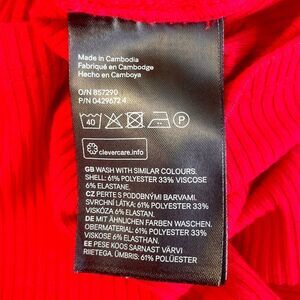 Made in Cambodia
Fabriqué en Cambodge
Hecho en Camboya
O/N 857290
P/N 0429672.4
40 P
clevercare.info
GB WASH WITH SIMILAR COLOURS.
SHELL: 61% POLYESTER 33% VISCOSE
6% ELASTANE.
CZ PERTE S PODOBNÝMI BARVAMI.
SVRCHNÍ LÁTKA: 61% POLYESTER 33%
VISKÓZA 6% ELASTAN.
DE MIT ÄHNLICHEN FARBEN WASCHEN.
OBERMATERIAL: 61% POLYESTER 33%
VISKOSE 6% ELASTHAN.
EE PESE KOOS SARNAST VÄRVI
RIIETEGA. ÜMBRIS: 61% POLÜESTER